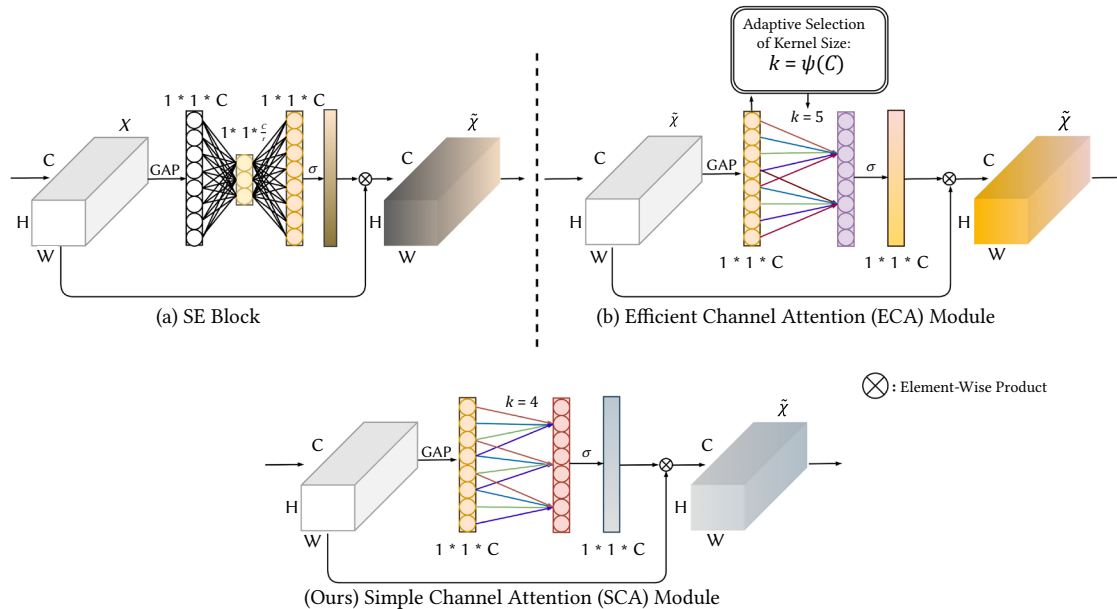 X
C
H
W
GAP
1 * 1 * C
1 * 1 * C/r
1 * 1 * C
σ
χ̃
C
H
W
(a) SE Block
Adaptive Selection
of Kernel Size:
k = ψ(C)
χ̃
C
H
W
GAP
k = 5
1 * 1 * C
σ
1 * 1 * C
χ̃
C
H
W
(b) Efficient Channel Attention (ECA) Module
⊗ : Element-Wise Product
C
H
W
GAP
k = 4
1 * 1 * C
σ
1 * 1 * C
χ̃
C
H
W
(Ours) Simple Channel Attention (SCA) Module